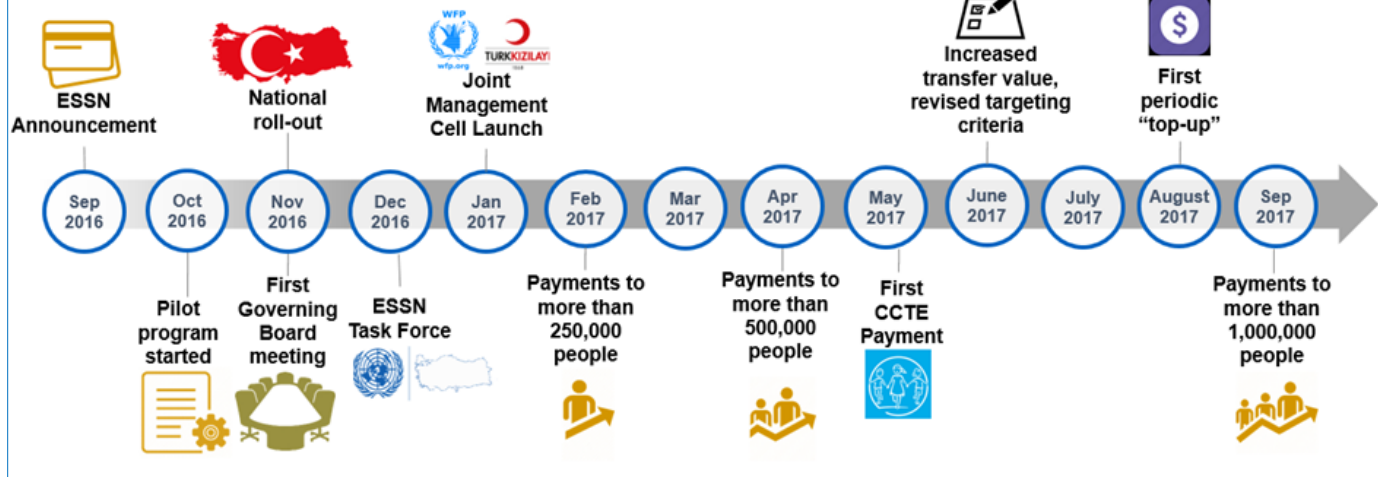 WFP
wfp.org
TÜRKKIZILAYI
ESSN
Announcement
National
roll-out
Joint
Management
Cell Launch
Increased
transfer value,
revised targeting
criteria
First
periodic
“top-up”
Sep
2016
Oct
2016
Nov
2016
Dec
2016
Jan
2017
Feb
2017
Mar
2017
Apr
2017
May
2017
June
2017
July
2017
August
2017
Sep
2017
Pilot
program
started
First
Governing
Board
meeting
ESSN
Task Force
Payments to
more than
250,000
people
Payments to
more than
500,000
people
First
CCTE
Payment
Payments to
more than
1,000,000
people